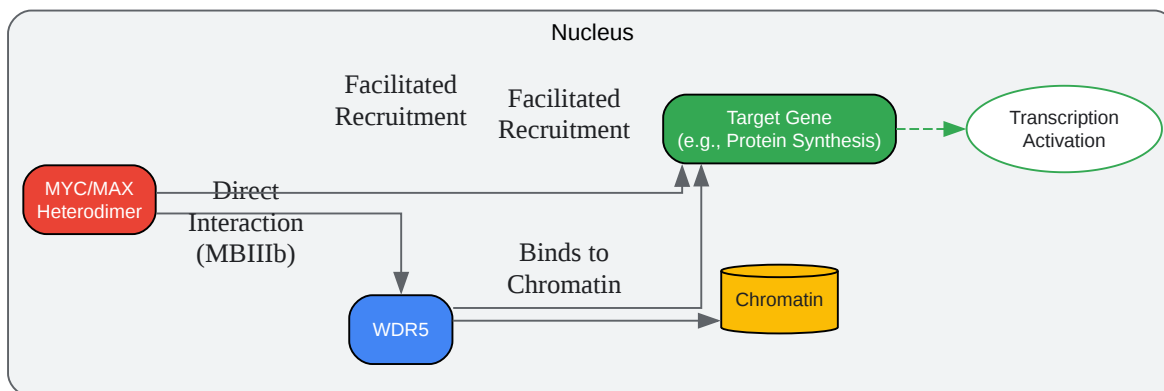 Nucleus
Facilitated
Recruitment
Facilitated
Recruitment
Target Gene
(e.g., Protein Synthesis)
Transcription
Activation
MYC/MAX
Heterodimer
Direct
Interaction
(MBIIIb)
Binds to
Chromatin
Chromatin
WDR5